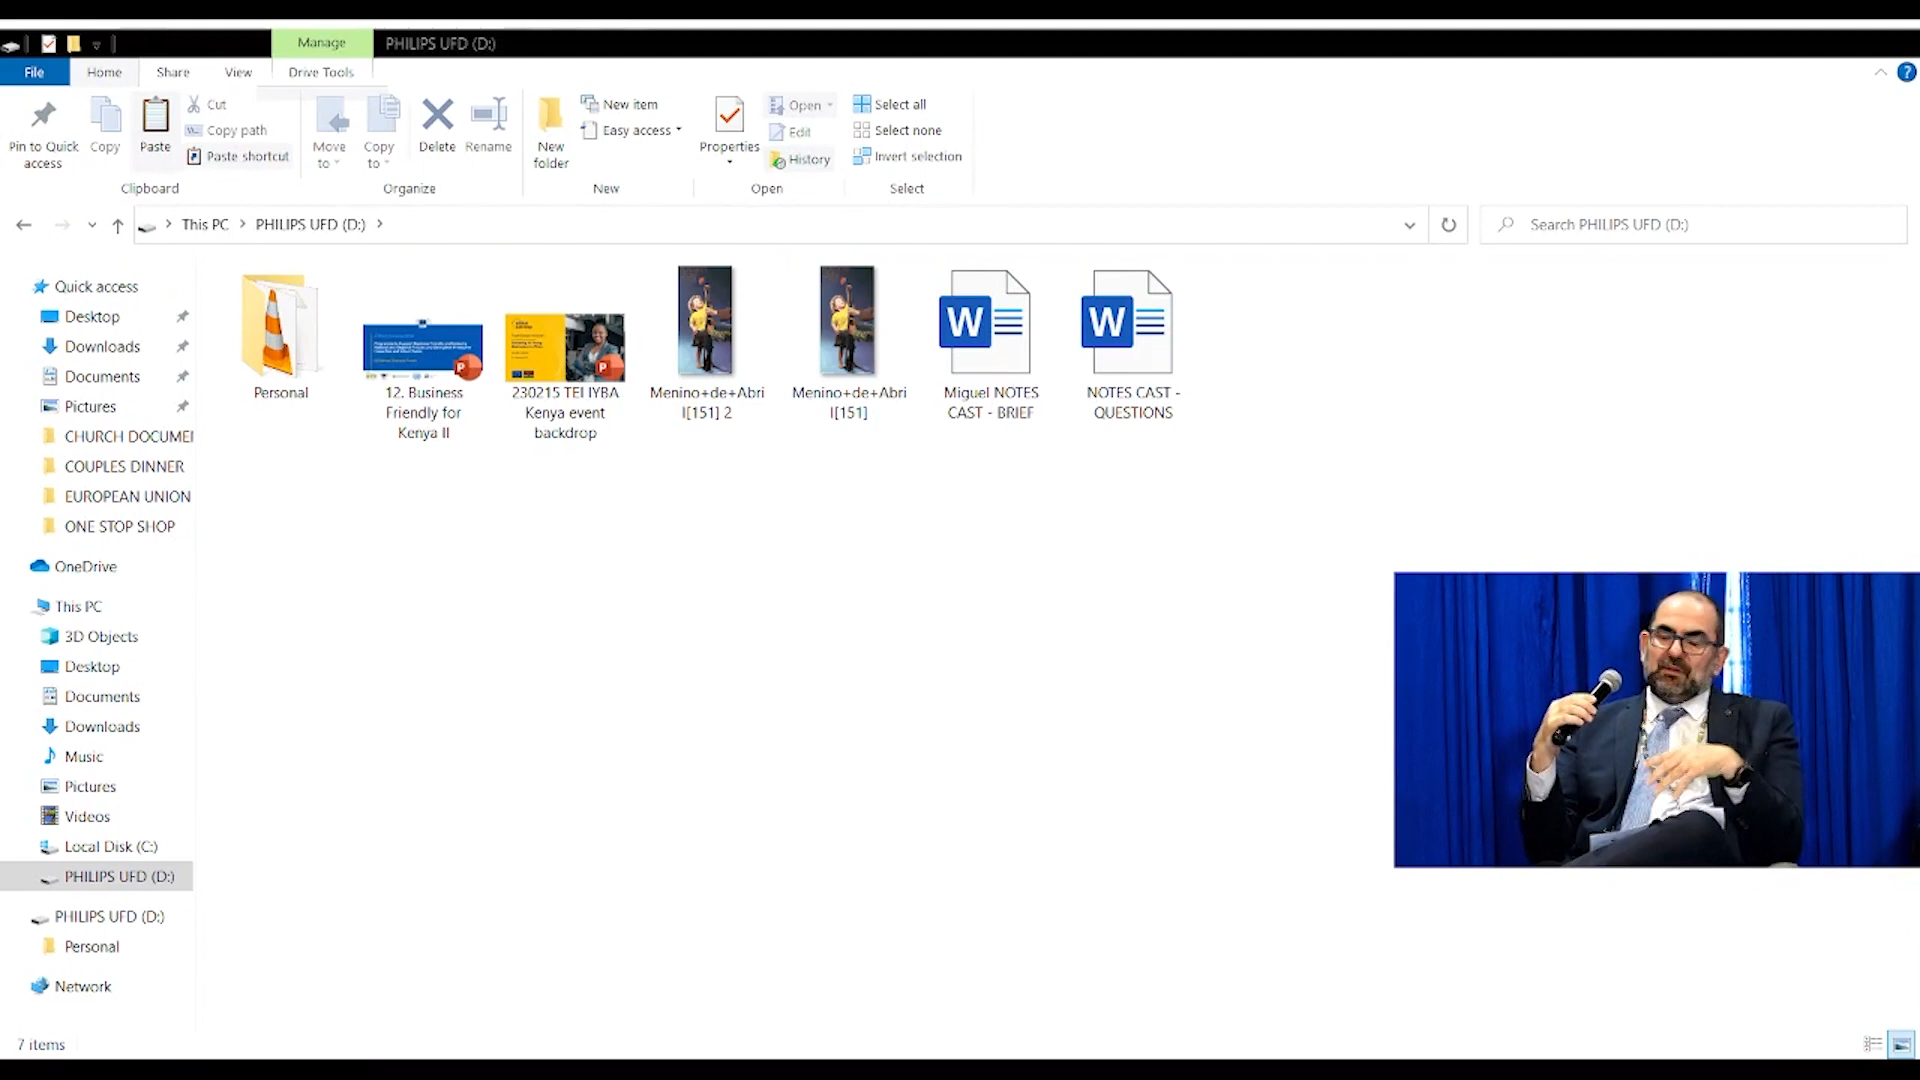 Manage
PHILIPS UFD (D:)
File
Home
Share
View
Drive Tools
Pin to Quick access
Copy
Paste
Cut
Copy path
Paste shortcut
Move to
Copy to
Delete
Rename
New folder
New item
Easy access
Properties
Open
Edit
History
Select all
Select none
Invert selection
Clipboard
Organize
New
Open
Select
This PC
PHILIPS UFD (D:)
Search PHILIPS UFD (D:)
Quick access
Desktop
Downloads
Documents
Pictures
CHURCH DOCUMEI
COUPLES DINNER
EUROPEAN UNION
ONE STOP SHOP
OneDrive
This PC
3D Objects
Desktop
Documents
Downloads
Music
Pictures
Videos
Local Disk (C:)
PHILIPS UFD (D:)
PHILIPS UFD (D:)
Personal
Network
Personal
12. Business
Friendly for
Kenya II
230215 TEI IYBA
Kenya event
backdrop
Menino+de+Abri
l[151] 2
Menino+de+Abri
l[151]
Miguel NOTES
CAST - BRIEF
NOTES CAST -
QUESTIONS
7 items